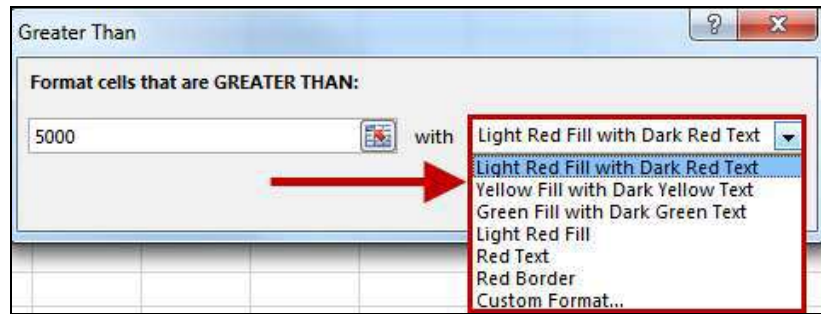 Greater Than
Format cells that are GREATER THAN:
5000 with Light Red Fill with Dark Red Text
Light Red Fill with Dark Red Text
Yellow Fill with Dark Yellow Text
Green Fill with Dark Green Text
Light Red Fill
Red Text
Red Border
Custom Format...